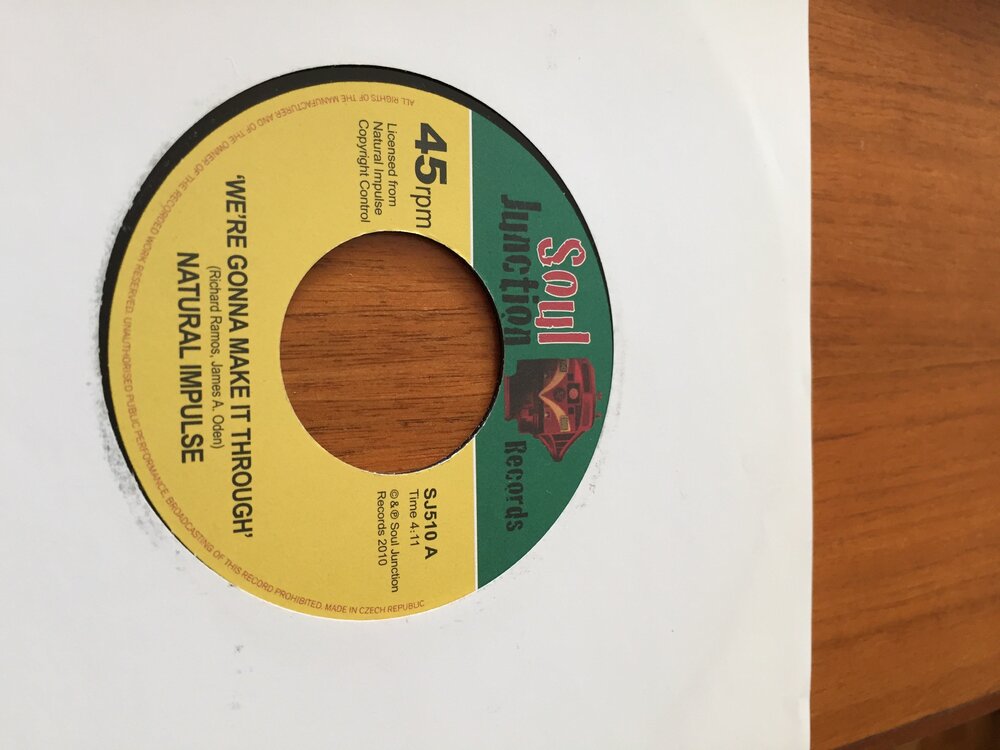 Soul
Junction
Records
45rpm
Licensed from
Natural Impulse
Copyright Control
SJ510 A
Time 4:11
© & ℗ Soul Junction
Records 2010
'WE'RE GONNA MAKE IT THROUGH'
(Richard Ramos, James A. Oden)
NATURAL IMPULSE
ALL RIGHTS OF THE MANUFACTURER AND OF THE OWNER OF THE RECORDED WORK RESERVED. UNAUTHORISED PUBLIC PERFORMANCE, BROADCASTING OF THIS RECORD PROHIBITED. MADE IN CZECH REPUBLIC